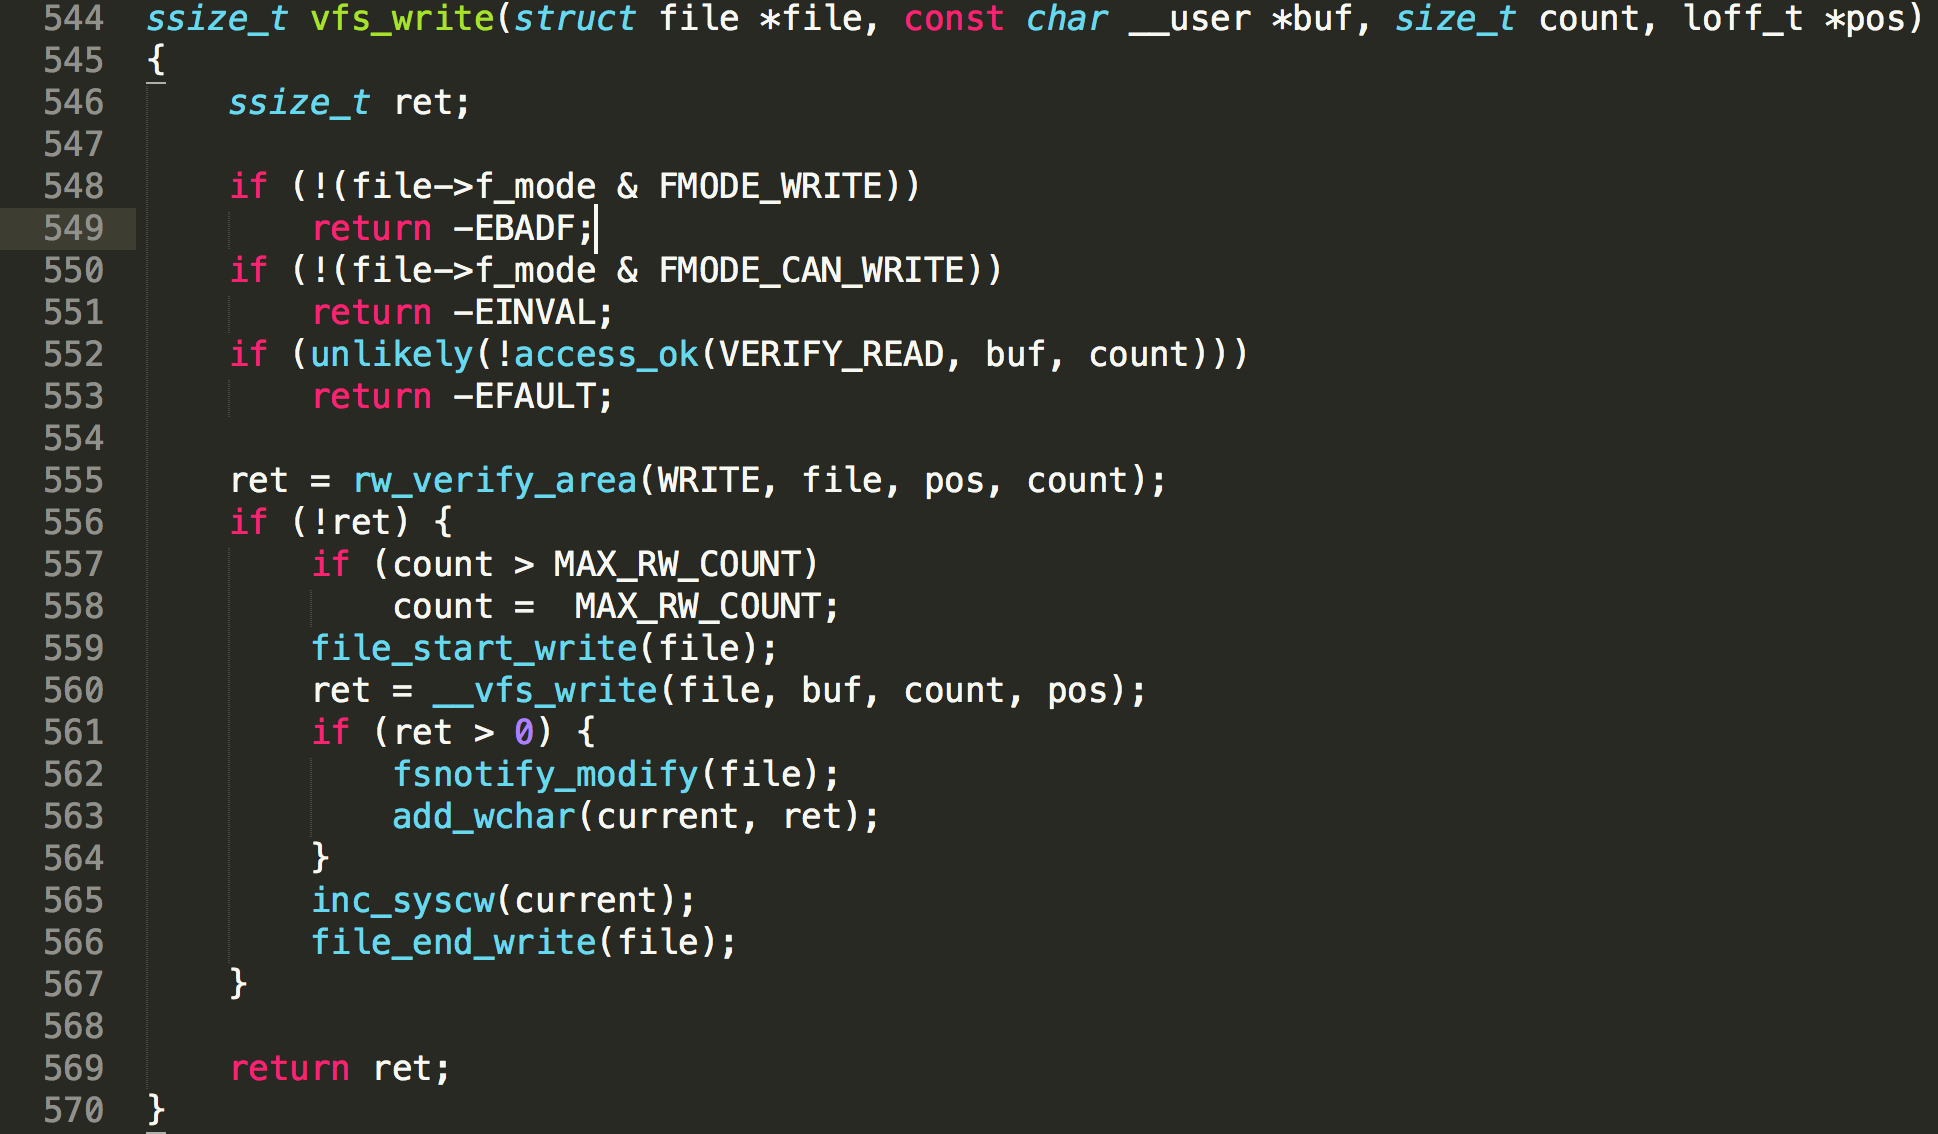 544 ssize_t vfs_write(struct file *file, const char __user *buf, size_t count, loff_t *pos)
545 {
546     ssize_t ret;
547
548     if (!(file->f_mode & FMODE_WRITE))
549         return -EBADF;
550     if (!(file->f_mode & FMODE_CAN_WRITE))
551         return -EINVAL;
552     if (unlikely(!access_ok(VERIFY_READ, buf, count)))
553         return -EFAULT;
554
555     ret = rw_verify_area(WRITE, file, pos, count);
556     if (!ret) {
557         if (count > MAX_RW_COUNT)
558             count =  MAX_RW_COUNT;
559         file_start_write(file);
560         ret = __vfs_write(file, buf, count, pos);
561         if (ret > 0) {
562             fsnotify_modify(file);
563             add_wchar(current, ret);
564         }
565         inc_syscw(current);
566         file_end_write(file);
567     }
568
569     return ret;
570 }